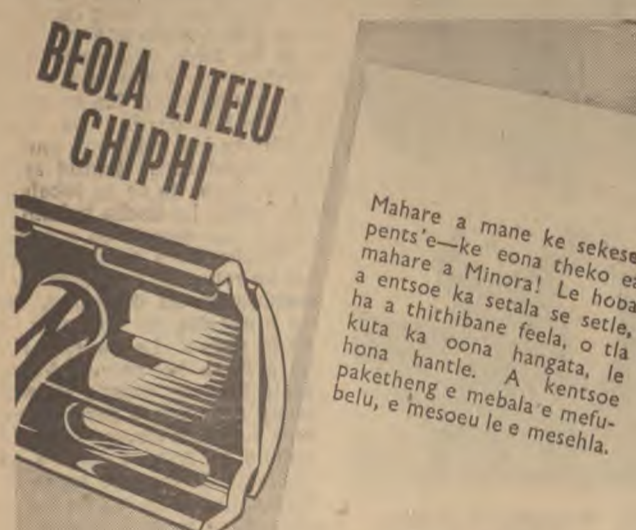 BEOLA LITELU
CHIPHI
Mahare a mane ke sekese
pents'e—ke eona theko ea
mahare a Minora! Le hoba
a entsoe ka setala se setle,
ha a thithibane feela, o tla
kuta ka oona hangata, le
hona hantle. A kentsoe
paketheng e mebala e mefu-
belu, e mesoeu le e mesehla.